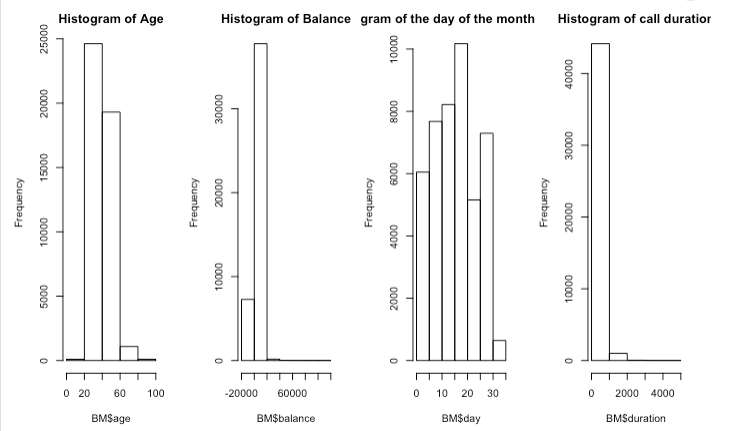 Histogram of Age
Frequency
0
5000
10000
15000
20000
25000
0 20 60 100
BM$age
Histogram of Balance
Frequency
0
10000
20000
30000
-20000 60000
BM$balance
gram of the day of the month
Frequency
0
2000
4000
6000
8000
10000
0 10 20 30
BM$day
Histogram of call duration
Frequency
0
10000
20000
30000
40000
0 2000 4000
BM$duration